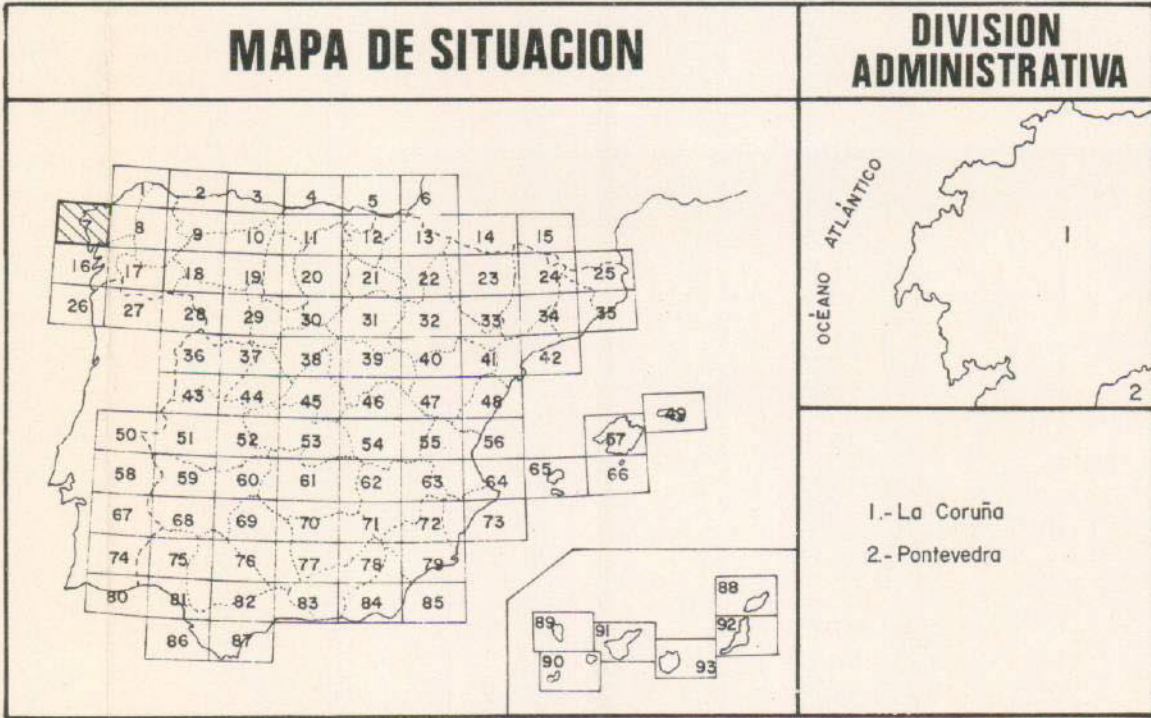 MAPA DE SITUACION
DIVISION
ADMINISTRATIVA
1 2 3 4 5 6
7 8 9 10 11 12 13 14 15
16 17 18 19 20 21 22 23 24 25
26 27 28 29 30 31 32 33 34 35
36 37 38 39 40 41 42
43 44 45 46 47 48 49
50 51 52 53 54 55 56 57
58 59 60 61 62 63 64 65 66
67 68 69 70 71 72 73
74 75 76 77 78 79
80 81 82 83 84 85
86 87
88
89 91 92
90 93
OCÉANO ATLÁNTICO
1
2
1.- La Coruña
2.- Pontevedra